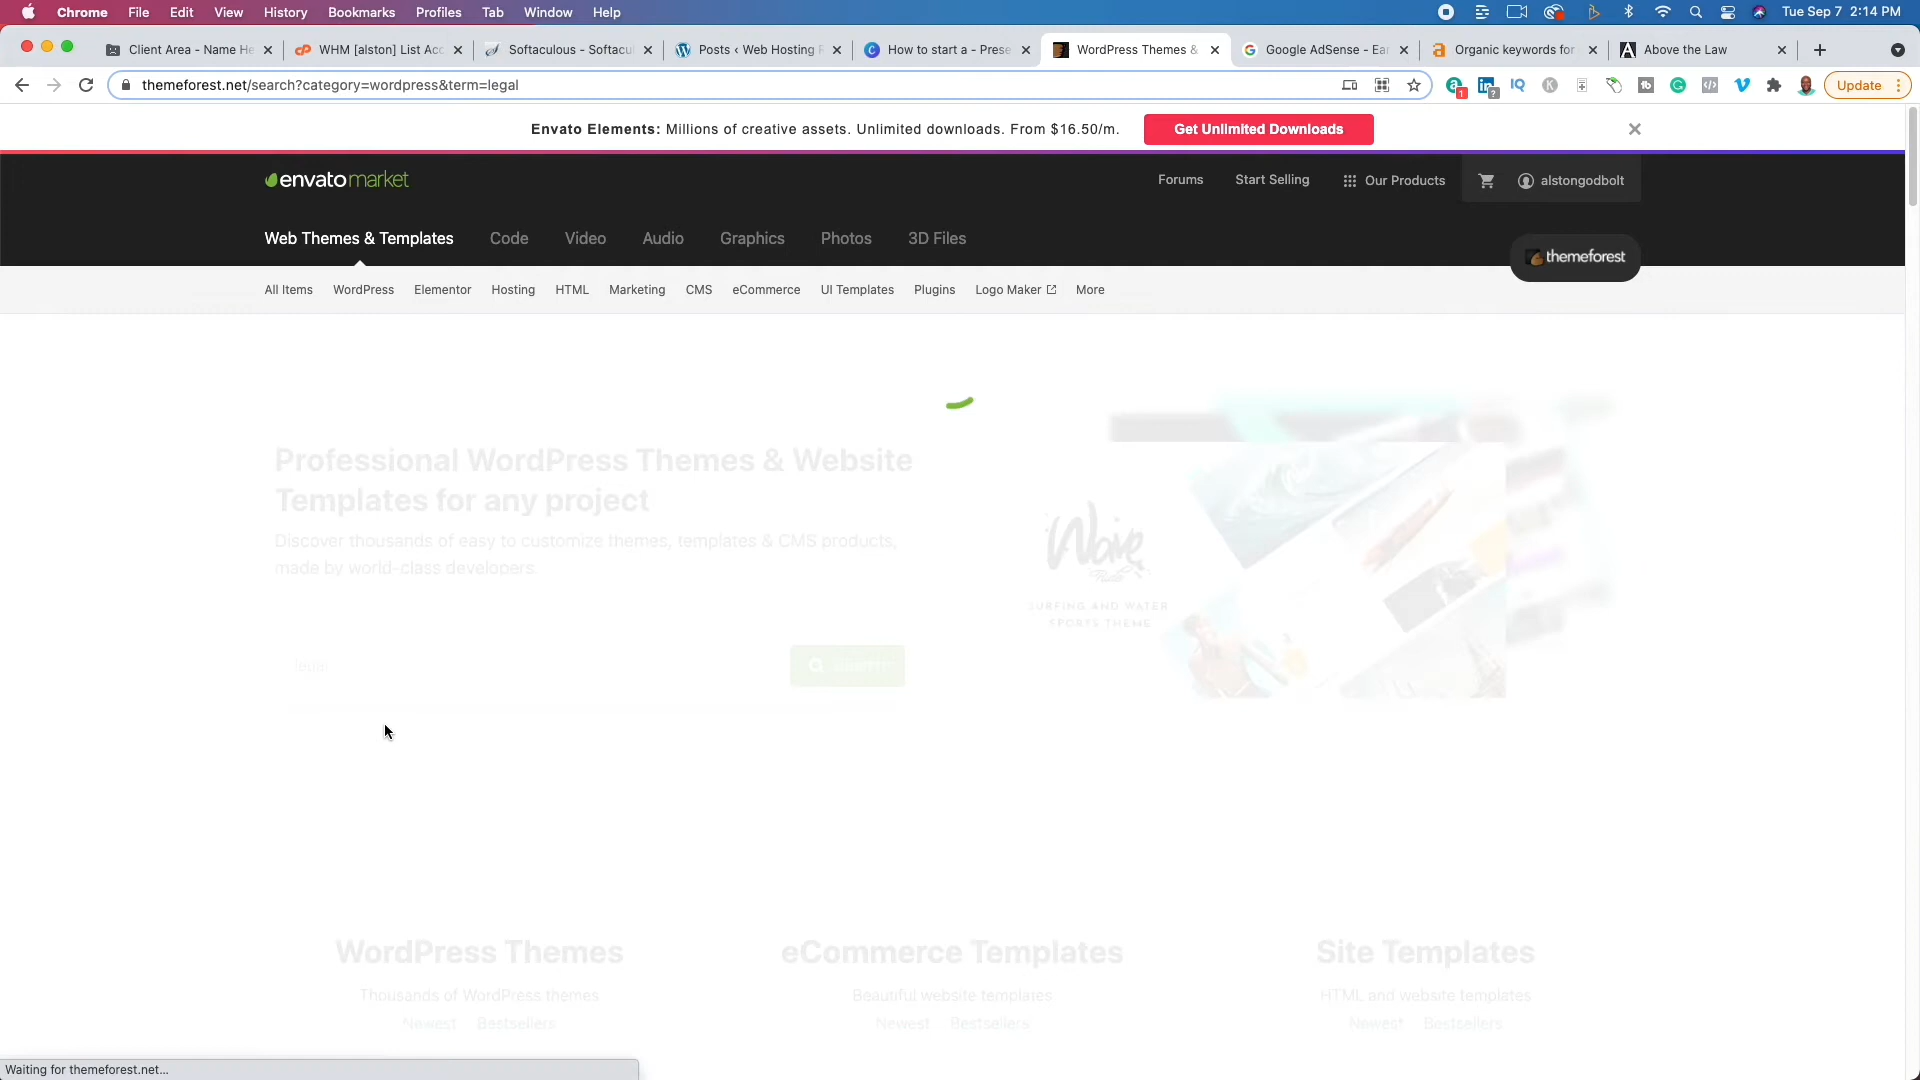 Chrome File Edit View History Bookmarks Profiles Tab Window Help Tue Sep 7 2:14 PM
Client Area - Name He WHM [alston] List Acc Softaculous - Softacul Posts ‹ Web Hosting R How to start a - Prese WordPress Themes & Google AdSense - Ear Organic keywords for Above the Law
themeforest.net/search?category=wordpress&term=legal Update
Envato Elements: Millions of creative assets. Unlimited downloads. From $16.50/m. Get Unlimited Downloads
envatomarket Forums Start Selling Our Products alstongodbolt
Web Themes & Templates Code Video Audio Graphics Photos 3D Files
themeforest
All Items WordPress Elementor Hosting HTML Marketing CMS eCommerce UI Templates Plugins Logo Maker More
Professional WordPress Themes & Website
Templates for any project
Discover thousands of easy to customize themes, templates & CMS products,
made by world-class developers.
SURFING AND WATER
SPORTS THEME
legal
WordPress Themes eCommerce Templates Site Templates
Thousands of WordPress themes Beautiful website templates HTML and website templates
Newest Bestsellers Newest Bestsellers Newest Bestsellers
Waiting for themeforest.net...